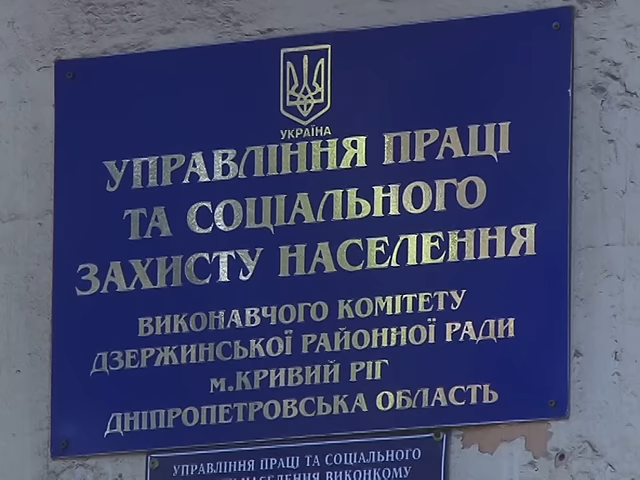 УКРАЇНА
УПРАВЛІННЯ ПРАЦІ
ТА СОЦІАЛЬНОГО
ЗАХИСТУ НАСЕЛЕННЯ
ВИКОНАВЧОГО КОМІТЕТУ
ДЗЕРЖИНСЬКОЇ РАЙОННОЇ РАДИ
м.КРИВИЙ РІГ
ДНІПРОПЕТРОВСЬКА ОБЛАСТЬ
УПРАВЛІННЯ ПРАЦІ ТА СОЦІАЛЬНОГО
НАСЕЛЕННЯ ВИКОНКОМУ